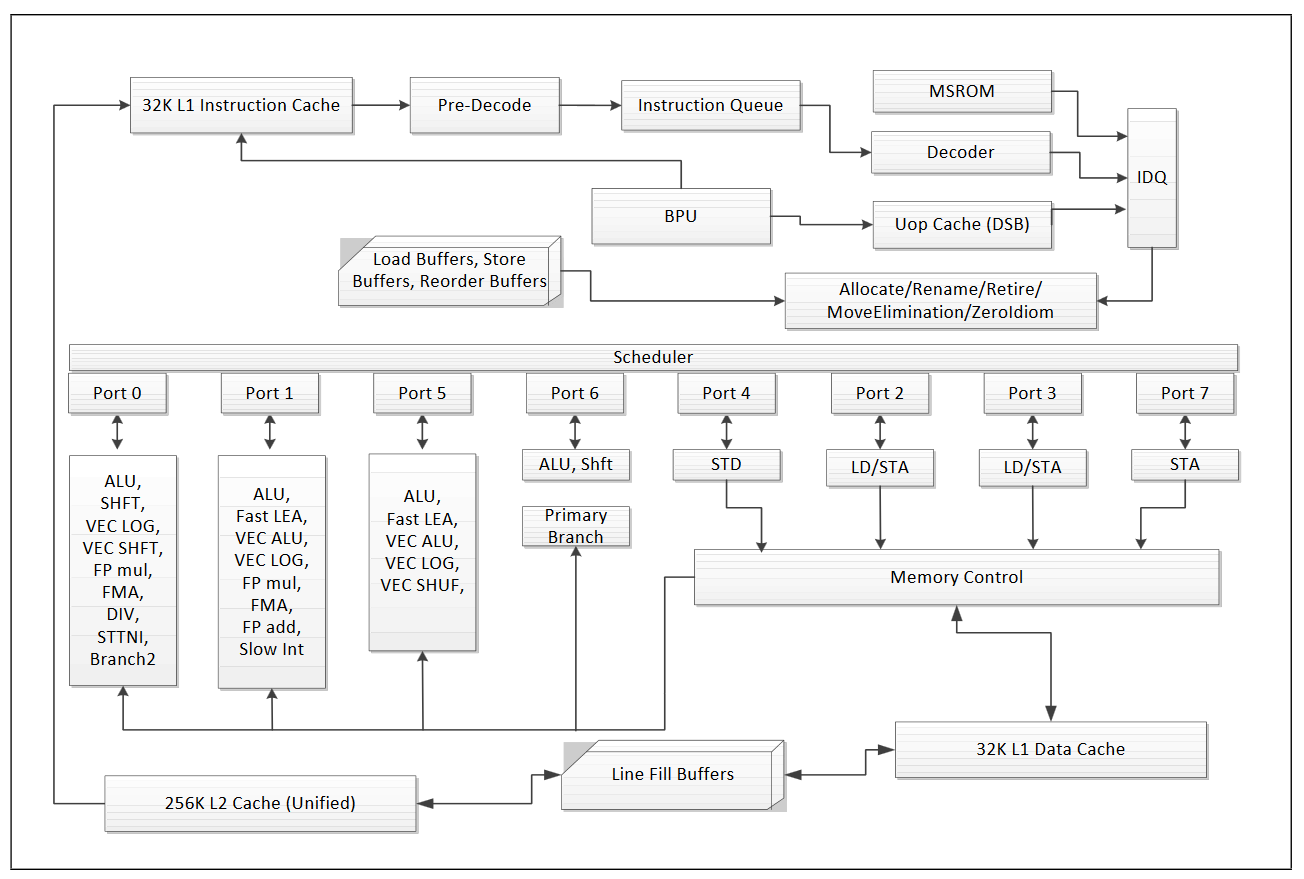 32K L1 Instruction Cache
Pre-Decode
Instruction Queue
MSROM
Decoder
IDQ
BPU
Uop Cache (DSB)
Load Buffers, Store
Buffers, Reorder Buffers
Allocate/Rename/Retire/
MoveElimination/ZeroIdiom
Scheduler
Port 0
Port 1
Port 5
Port 6
Port 4
Port 2
Port 3
Port 7
ALU,
SHFT,
VEC LOG,
VEC SHFT,
FP mul,
FMA,
DIV,
STTNI,
Branch2
ALU,
Fast LEA,
VEC ALU,
VEC LOG,
FP mul,
FMA,
FP add,
Slow Int
ALU,
Fast LEA,
VEC ALU,
VEC LOG,
VEC SHUF,
ALU, Shft
Primary
Branch
STD
LD/STA
LD/STA
STA
Memory Control
32K L1 Data Cache
Line Fill Buffers
256K L2 Cache (Unified)